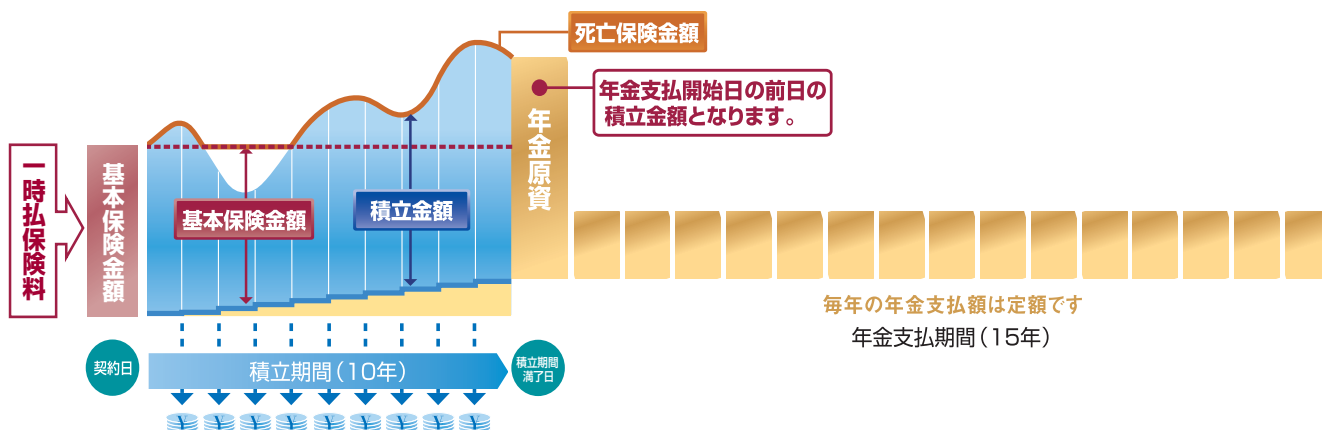 死亡保険金額
年金支払開始日の前日の
積立金額となります。
年金原資
一時払保険料
基本保険金額
基本保険金額
積立金額
毎年の年金支払額は定額です
年金支払期間（15年）
契約日
積立期間（10年）
積立期間
満了日
¥ ¥ ¥ ¥ ¥ ¥ ¥ ¥ ¥